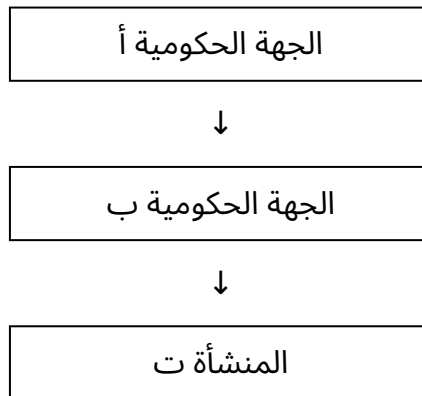 الجهة الحكومية أ
↓
الجهة الحكومية ب
↓
المنشأة ت